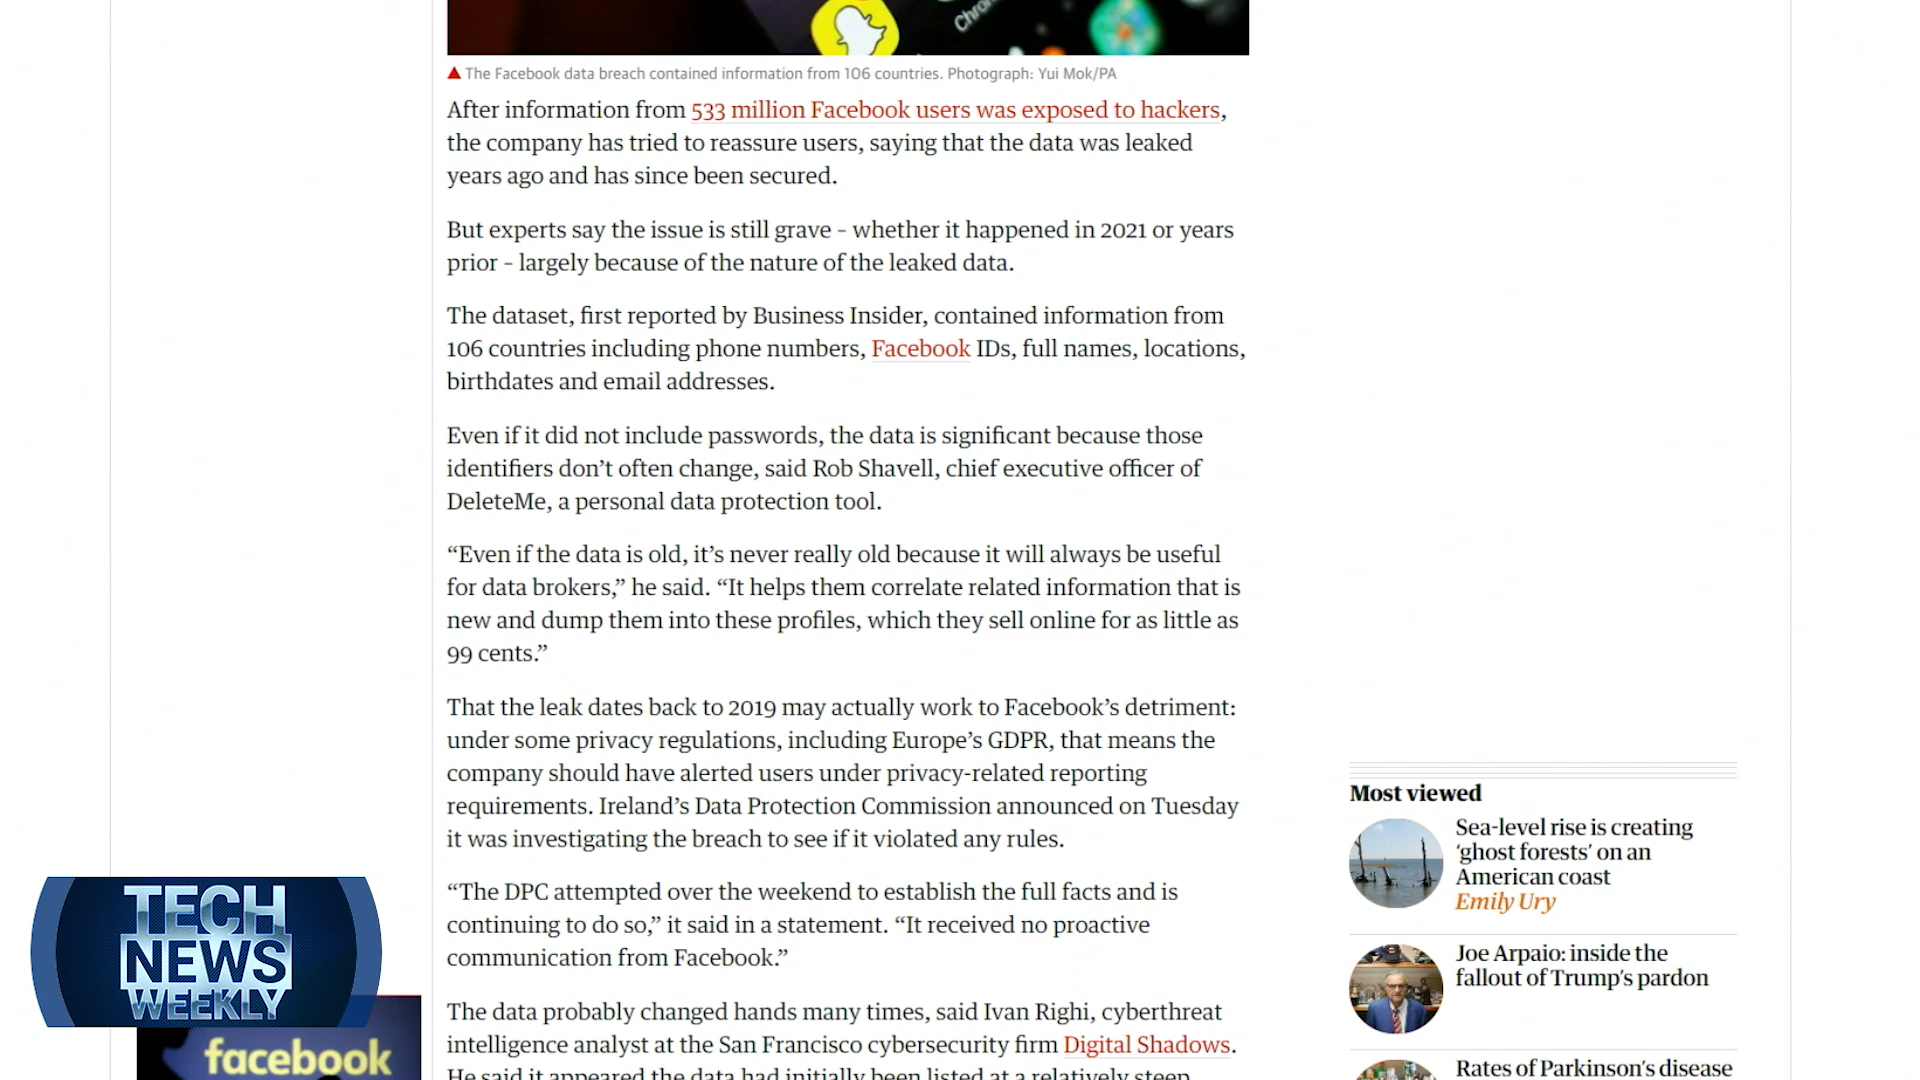 Chro
The Facebook data breach contained information from 106 countries. Photograph: Yui Mok/PA
After information from 533 million Facebook users was exposed to hackers,
the company has tried to reassure users, saying that the data was leaked
years ago and has since been secured.
But experts say the issue is still grave – whether it happened in 2021 or years
prior – largely because of the nature of the leaked data.
The dataset, first reported by Business Insider, contained information from
106 countries including phone numbers, Facebook IDs, full names, locations,
birthdates and email addresses.
Even if it did not include passwords, the data is significant because those
identifiers don’t often change, said Rob Shavell, chief executive officer of
DeleteMe, a personal data protection tool.
“Even if the data is old, it’s never really old because it will always be useful
for data brokers,” he said. “It helps them correlate related information that is
new and dump them into these profiles, which they sell online for as little as
99 cents.”
That the leak dates back to 2019 may actually work to Facebook’s detriment:
under some privacy regulations, including Europe’s GDPR, that means the
company should have alerted users under privacy-related reporting
requirements. Ireland’s Data Protection Commission announced on Tuesday
it was investigating the breach to see if it violated any rules.
“The DPC attempted over the weekend to establish the full facts and is
continuing to do so,” it said in a statement. “It received no proactive
communication from Facebook.”
The data probably changed hands many times, said Ivan Righi, cyberthreat
intelligence analyst at the San Francisco cybersecurity firm Digital Shadows.
He said it appeared the data had initially been listed at a relatively steep
Most viewed
Sea-level rise is creating
‘ghost forests’ on an
American coast
Emily Ury
Joe Arpaio: inside the
fallout of Trump’s pardon
Rates of Parkinson’s disease
TECH
NEWS
WEEKLY
facebook